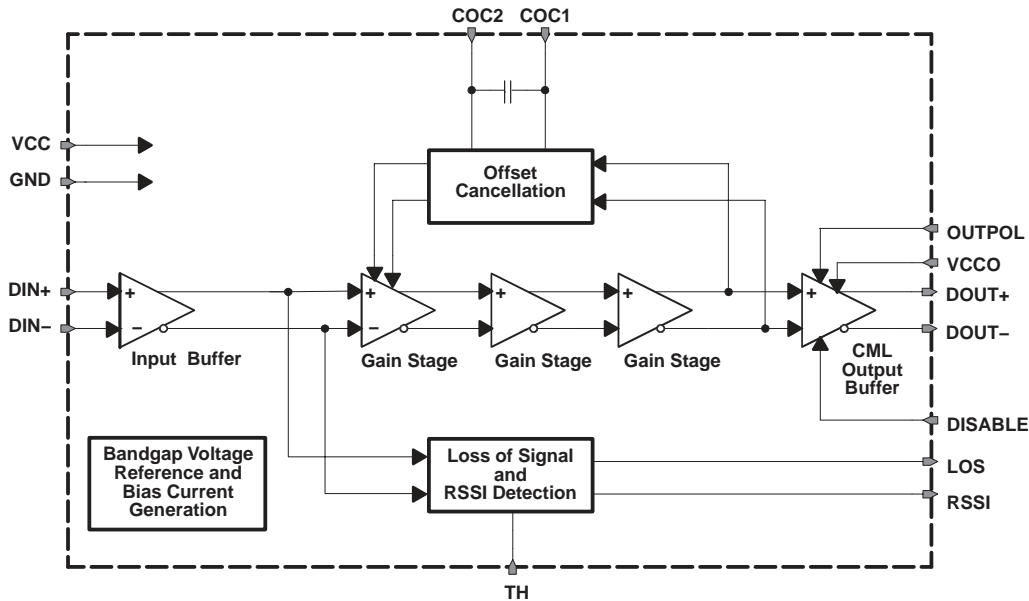 COC2 COC1
VCC
GND
Offset
Cancellation
OUTPOL
VCCO
DIN+
DIN−
+
−
Input Buffer
+
−
Gain Stage
+
Gain Stage
+
Gain Stage
+
CML
Output
Buffer
DOUT+
DOUT−
DISABLE
Bandgap Voltage
Reference and
Bias Current
Generation
Loss of Signal
and
RSSI Detection
LOS
RSSI
TH